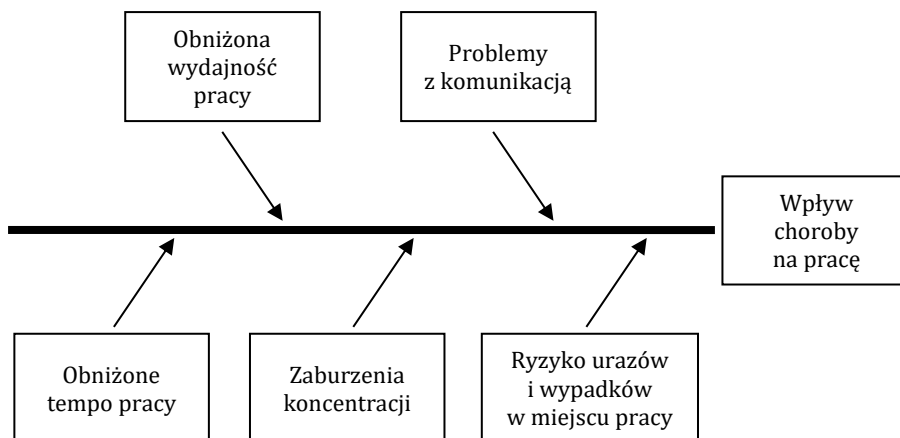 Obniżona
wydajność
pracy
Problemy
z komunikacją
Wpływ
choroby
na pracę
Obniżone
tempo pracy
Zaburzenia
koncentracji
Ryzyko urazów
i wypadków
w miejscu pracy